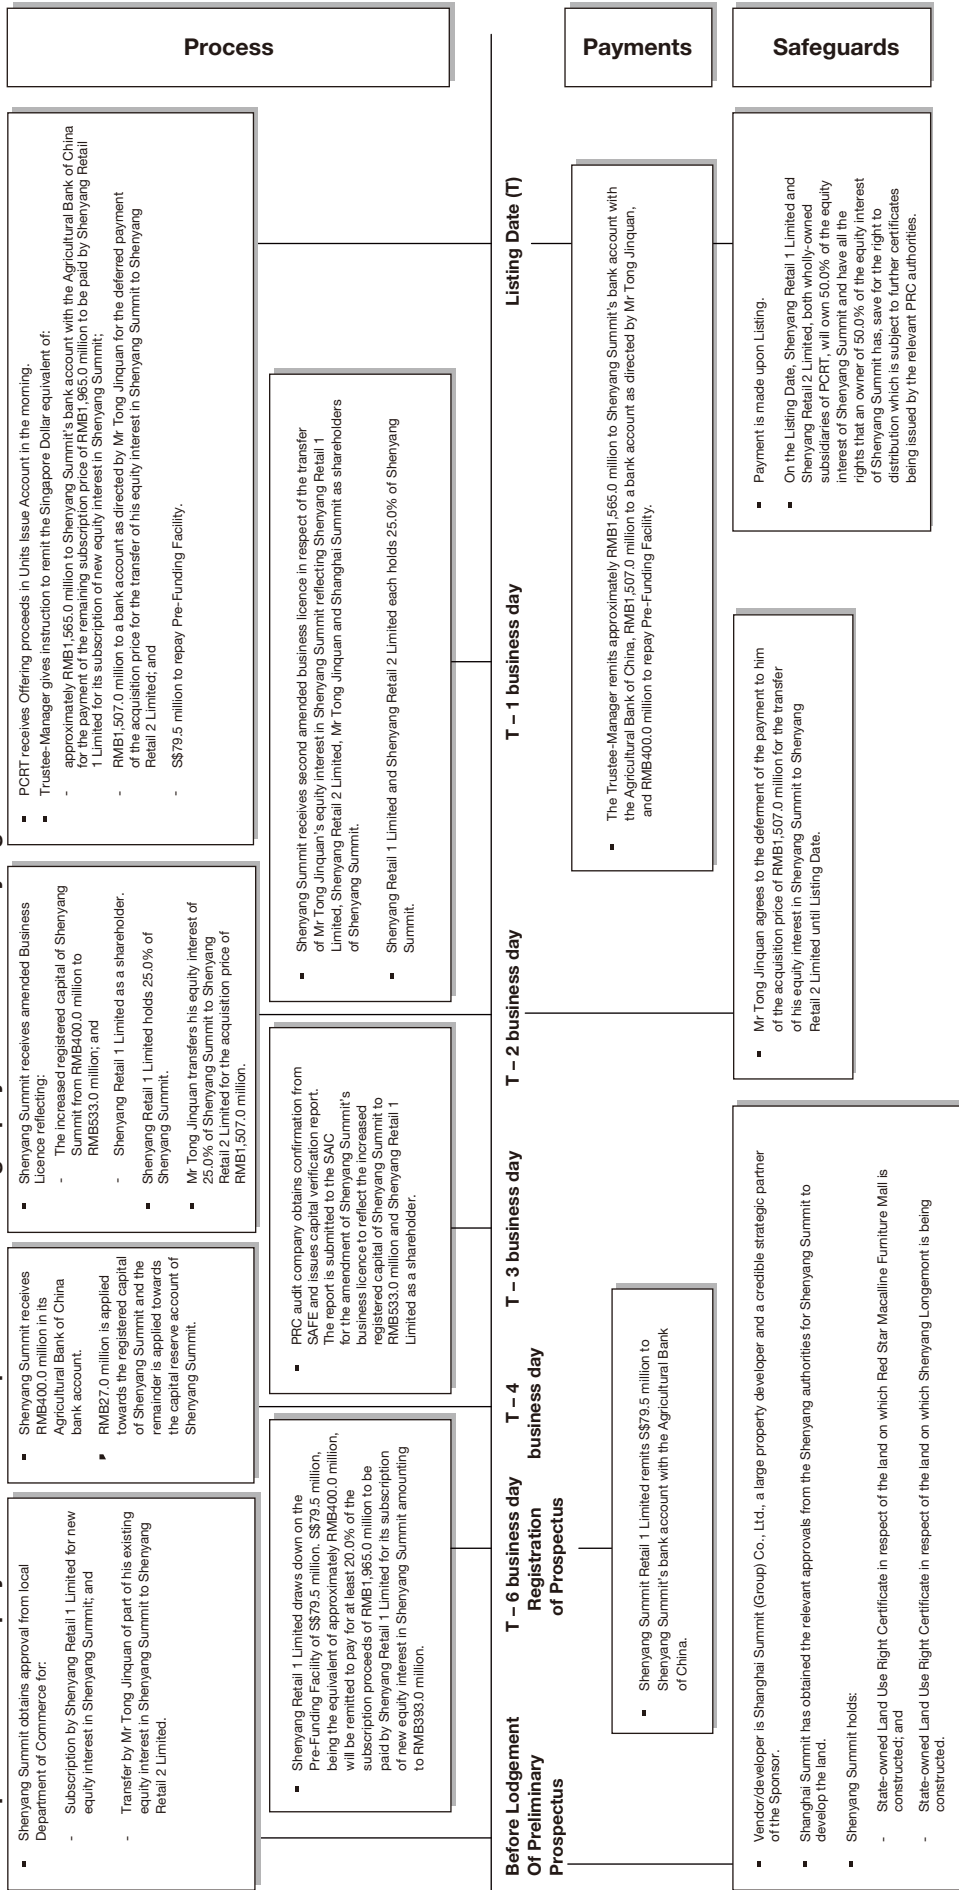 Process
Shenyang Summit obtains approval from local
Department of Commerce for:
- Subscription by Shenyang Retail 1 Limited for new
equity interest in Shenyang Summit; and
- Transfer by Mr Tong Jinquan of part of his existing
equity interest in Shenyang Summit to Shenyang
Retail 2 Limited.
Shenyang Summit receives
RMB400.0 million in its
Agricultural Bank of China
bank account.
RMB27.0 million is applied
towards the registered capital
of Shenyang Summit and the
remainder is applied towards
the capital reserve account of
Shenyang Summit.
Shenyang Summit receives amended Business
Licence reflecting:
- The increased registered capital of Shenyang
Summit from RMB400.0 million to
RMB533.0 million; and
- Shenyang Retail 1 Limited as a shareholder.
Shenyang Retail 1 Limited holds 25.0% of
Shenyang Summit.
Mr Tong Jinquan transfers his equity interest of
25.0% of Shenyang Summit to Shenyang
Retail 2 Limited for the acquisition price of
RMB1,507.0 million.
PCRT receives Offering proceeds in Units Issue Account in the morning.
Trustee-Manager gives instruction to remit the Singapore Dollar equivalent of:
- approximately RMB1,565.0 million to Shenyang Summit's bank account with the Agricultural Bank of China
for the payment of the remaining subscription price of RMB1,965.0 million to be paid by Shenyang Retail
1 Limited for its subscription of new equity interest in Shenyang Summit;
- RMB1,507.0 million to a bank account as directed by Mr Tong Jinquan for the deferred payment
of the acquisition price for the transfer of his equity interest in Shenyang Summit to Shenyang
Retail 2 Limited; and
- S$79.5 million to repay Pre-Funding Facility.
Shenyang Retail 1 Limited draws down on the
Pre-Funding Facility of S$79.5 million. S$79.5 million,
being the equivalent of approximately RMB400.0 million,
will be remitted to pay for at least 20.0% of the
subscription proceeds of RMB1,965.0 million to be
paid by Shenyang Retail 1 Limited for its subscription
of new equity interest in Shenyang Summit amounting
to RMB393.0 million.
PRC audit company obtains confirmation from
SAFE and issues capital verification report.
The report is submitted to the SAIC
for the amendment of Shenyang Summit's
business licence to reflect the increased
registered capital of Shenyang Summit to
RMB533.0 million and Shenyang Retail 1
Limited as a shareholder.
Shenyang Summit receives second amended business licence in respect of the transfer
of Mr Tong Jinquan's equity interest in Shenyang Summit reflecting Shenyang Retail 1
Limited, Shenyang Retail 2 Limited, Mr Tong Jinquan and Shanghai Summit as shareholders
of Shenyang Summit.
Shenyang Retail 1 Limited and Shenyang Retail 2 Limited each holds 25.0% of Shenyang
Summit.
Before Lodgement
Of Preliminary
Prospectus
T – 6 business day
Registration
of Prospectus
T – 4
business day
T – 3 business day
T – 2 business day
T – 1 business day
Listing Date (T)
Payments
Shenyang Summit Retail 1 Limited remits S$79.5 million to
Shenyang Summit's bank account with the Agricultural Bank
of China.
The Trustee-Manager remits approximately RMB1,565.0 million to Shenyang Summit's bank account with
the Agricultural Bank of China, RMB1,507.0 million to a bank account as directed by Mr Tong Jinquan,
and RMB400.0 million to repay Pre-Funding Facility.
Safeguards
Vendor/developer is Shanghai Summit (Group) Co., Ltd., a large property developer and a credible strategic partner
of the Sponsor.
Shanghai Summit has obtained the relevant approvals from the Shenyang authorities for Shenyang Summit to
develop the land.
Shenyang Summit holds:
- State-owned Land Use Right Certificate in respect of the land on which Red Star Macalline Furniture Mall is
constructed; and
- State-owned Land Use Right Certificate in respect of the land on which Shenyang Longemont is being
constructed.
Mr Tong Jinquan agrees to the deferment of the payment to him
of the acquisition price of RMB1,507.0 million for the transfer
of his equity interest in Shenyang Summit to Shenyang
Retail 2 Limited until Listing Date.
Payment is made upon Listing.
On the Listing Date, Shenyang Retail 1 Limited and
Shenyang Retail 2 Limited, both wholly-owned
subsidiaries of PCRT, will own 50.0% of the equity
interest of Shenyang Summit and have all the
rights that an owner of 50.0% of the equity interest
of Shenyang Summit has, save for the right to
distribution which is subject to further certificates
being issued by the relevant PRC authorities.